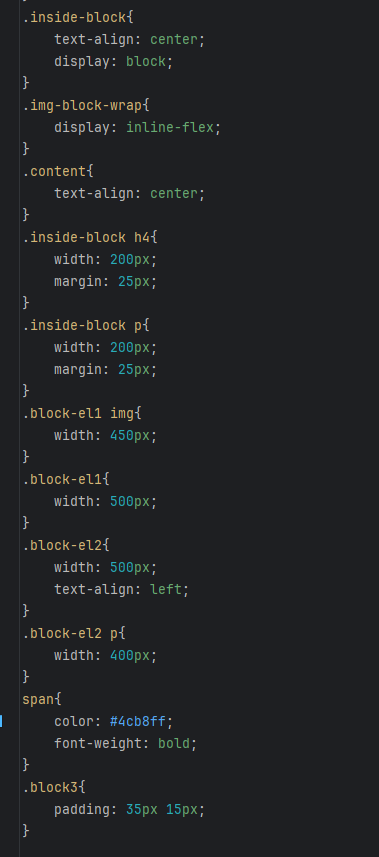 .inside-block{
    text-align: center;
    display: block;
}
.img-block-wrap{
    display: inline-flex;
}
.content{
    text-align: center;
}
.inside-block h4{
    width: 200px;
    margin: 25px;
}
.inside-block p{
    width: 200px;
    margin: 25px;
}
.block-el1 img{
    width: 450px;
}
.block-el1{
    width: 500px;
}
.block-el2{
    width: 500px;
    text-align: left;
}
.block-el2 p{
    width: 400px;
}
span{
    color: #4cb8ff;
    font-weight: bold;
}
.block3{
    padding: 35px 15px;
}